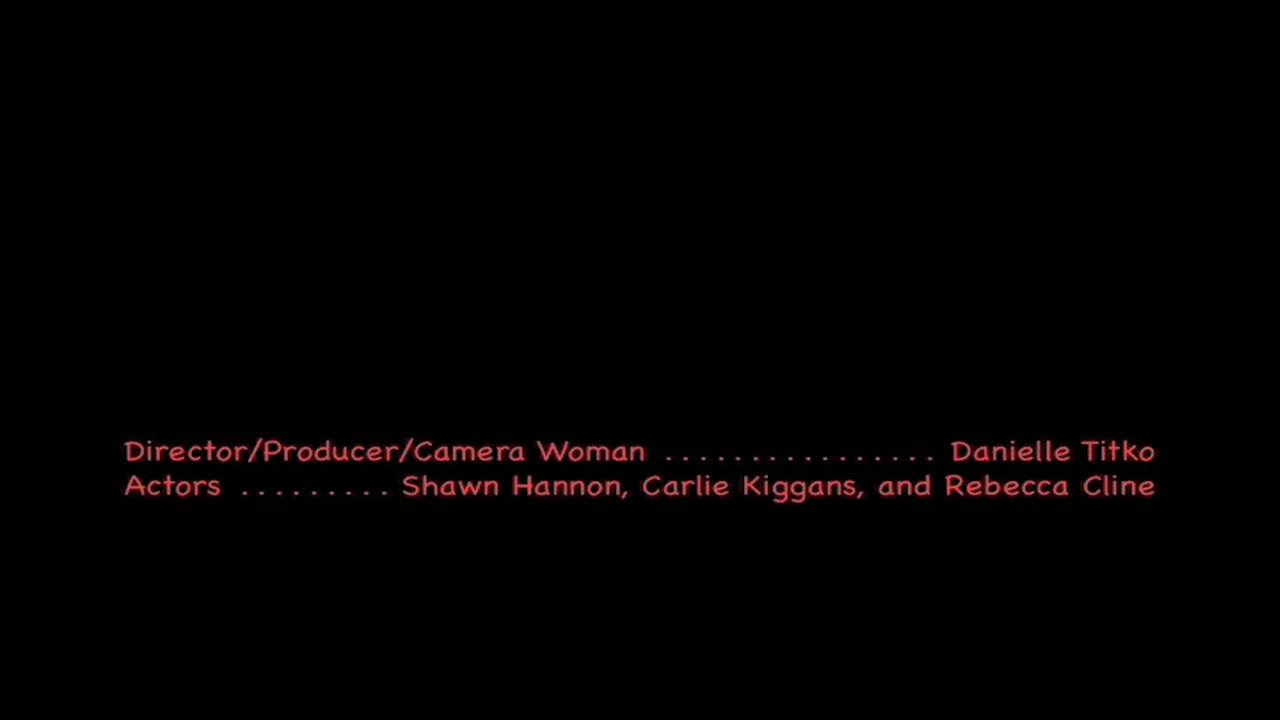 Director/Producer/Camera Woman ................ Danielle Titko
Actors ......... Shawn Hannon, Carlie Kiggans, and Rebecca Cline